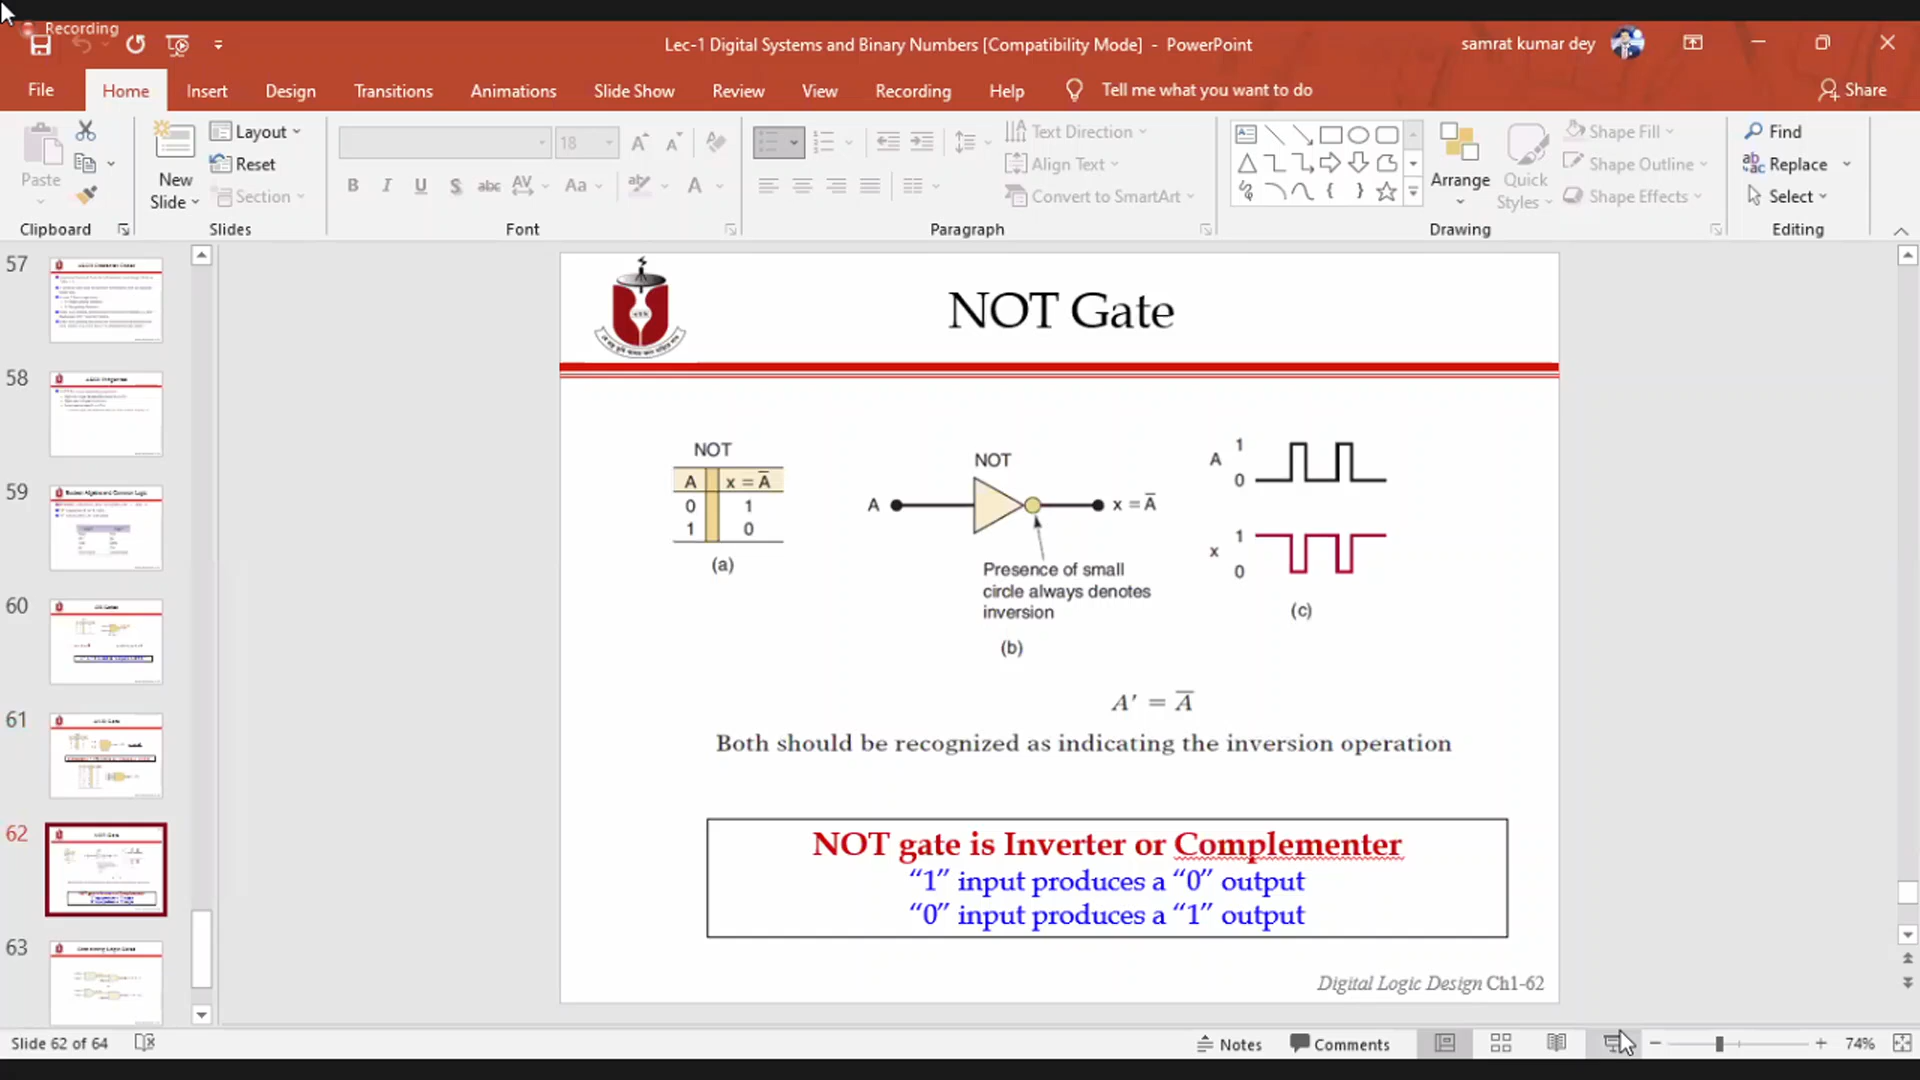 Recording
Lec-1 Digital Systems and Binary Numbers [Compatibility Mode] - PowerPoint
samrat kumar dey
File Home Insert Design Transitions Animations Slide Show Review View Recording Help Tell me what you want to do Share
Paste
Clipboard
New Slide
Layout
Reset
Section
Slides
18
B I U S abc AV Aa A
Font
Text Direction
Align Text
Convert to SmartArt
Paragraph
Arrange
Quick Styles
Shape Fill
Shape Outline
Shape Effects
Drawing
Find
Replace
Select
Editing
57
58
59
60
61
62
63
NOT Gate
NOT
A x = A̅
0 1
1 0
(a)
NOT
A x = A̅
Presence of small
circle always denotes
inversion
(b)
A 1
0
x 1
0
(c)
A′ = A̅
Both should be recognized as indicating the inversion operation
NOT gate is Inverter or Complementer
“1” input produces a “0” output
“0” input produces a “1” output
Digital Logic Design Ch1-62
Slide 62 of 64
Notes
Comments
74%